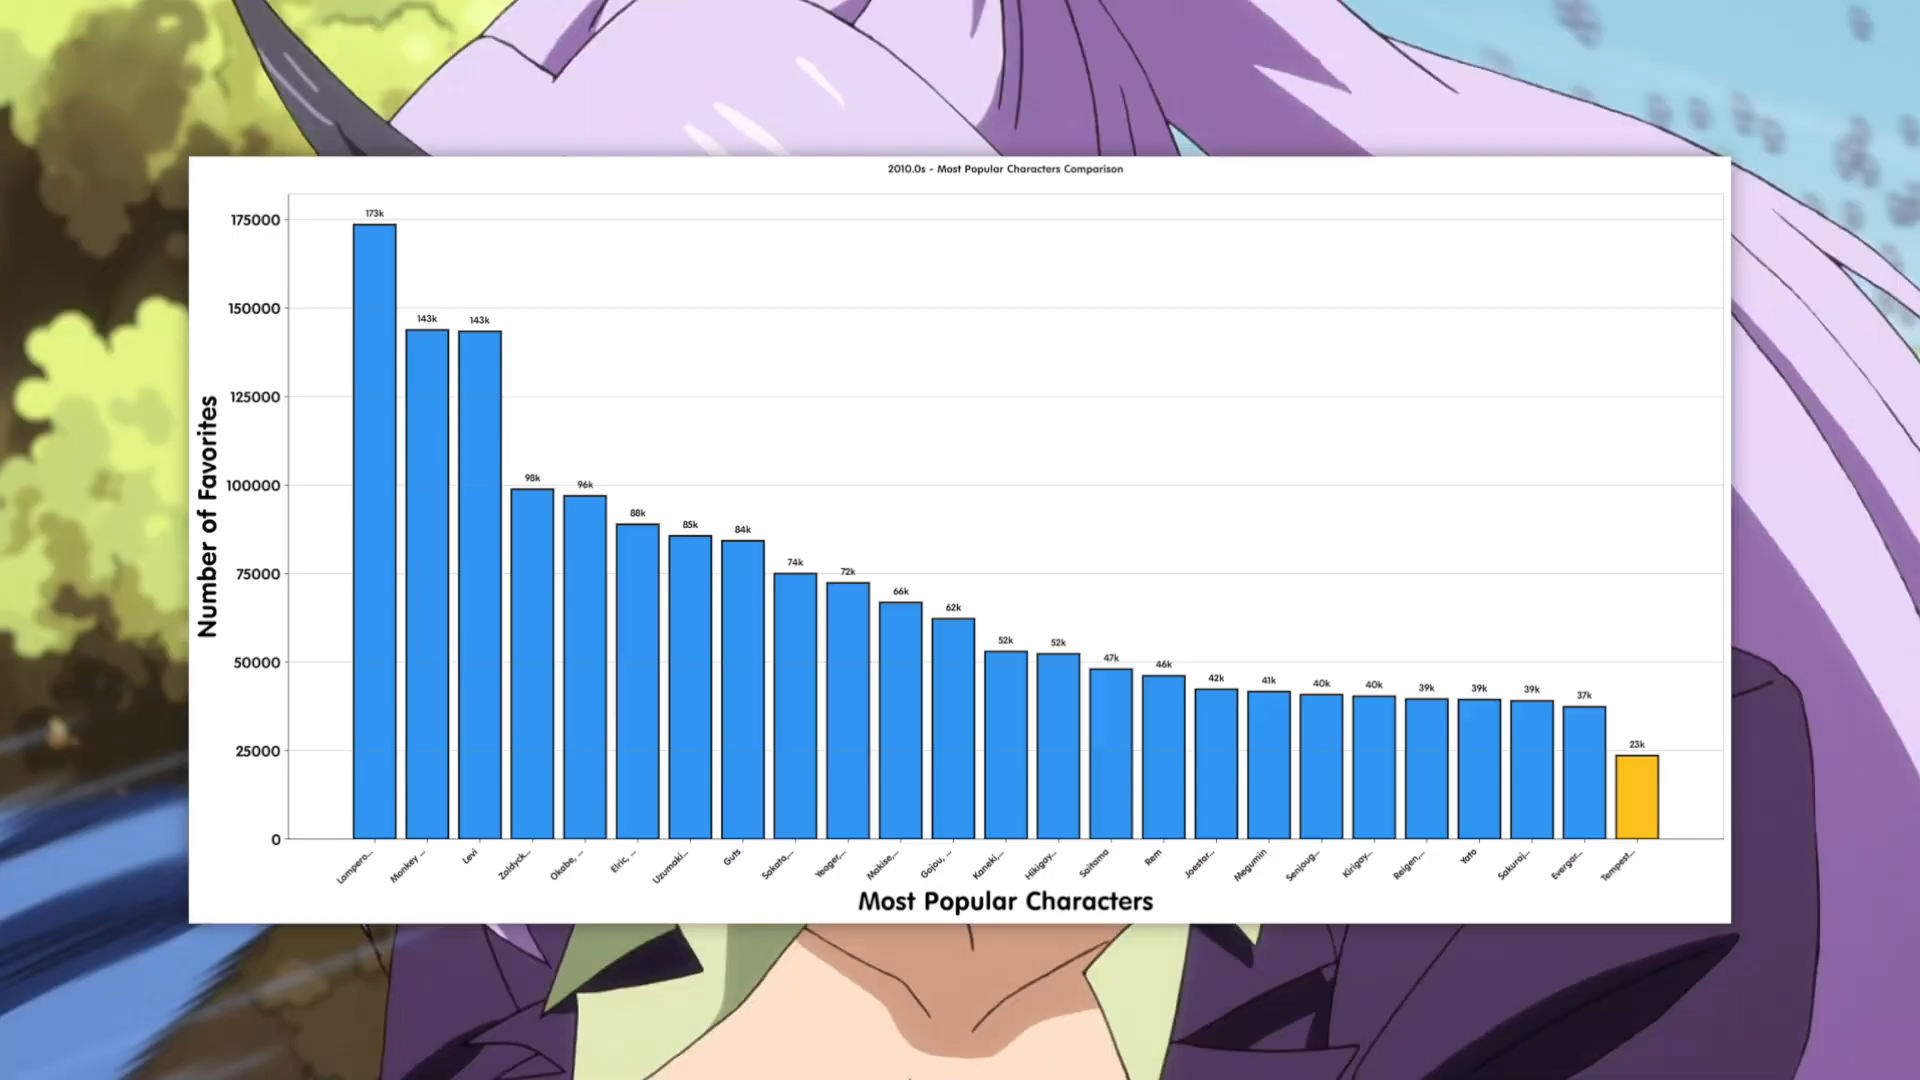 2010.0s - Most Popular Characters Comparison
175000
150000
125000
100000
75000
50000
25000
0
Number of Favorites
173k
143k
143k
98k
96k
88k
85k
84k
74k
72k
66k
62k
52k
52k
47k
46k
42k
41k
40k
40k
39k
39k
39k
37k
23k
Lampero...
Monkey ...
Levi
Zoldyck...
Okabe, ...
Elric, ...
Uzumaki...
Guts
Sakata,...
Yeager,...
Makise,...
Gojou, ...
Kaneki,...
Hikigay...
Saitama
Rem
Joestar...
Megumin
Senjoug...
Kirigay...
Reigen,...
Yato
Sakuraj...
Evergar...
Tempest...
Most Popular Characters